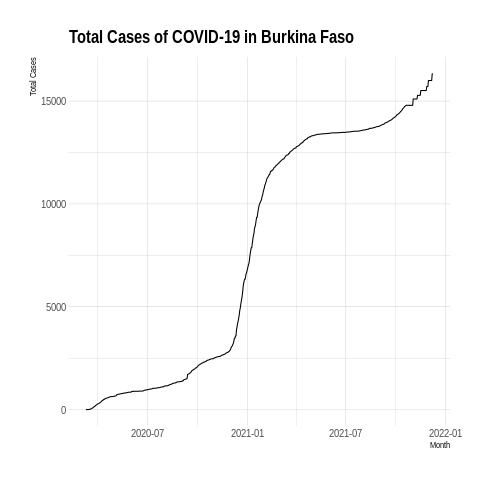 Total Cases of COVID-19 in Burkina Faso
Total Cases
15000
10000
5000
0
2020-07 2021-01 2021-07 2022-01
Month